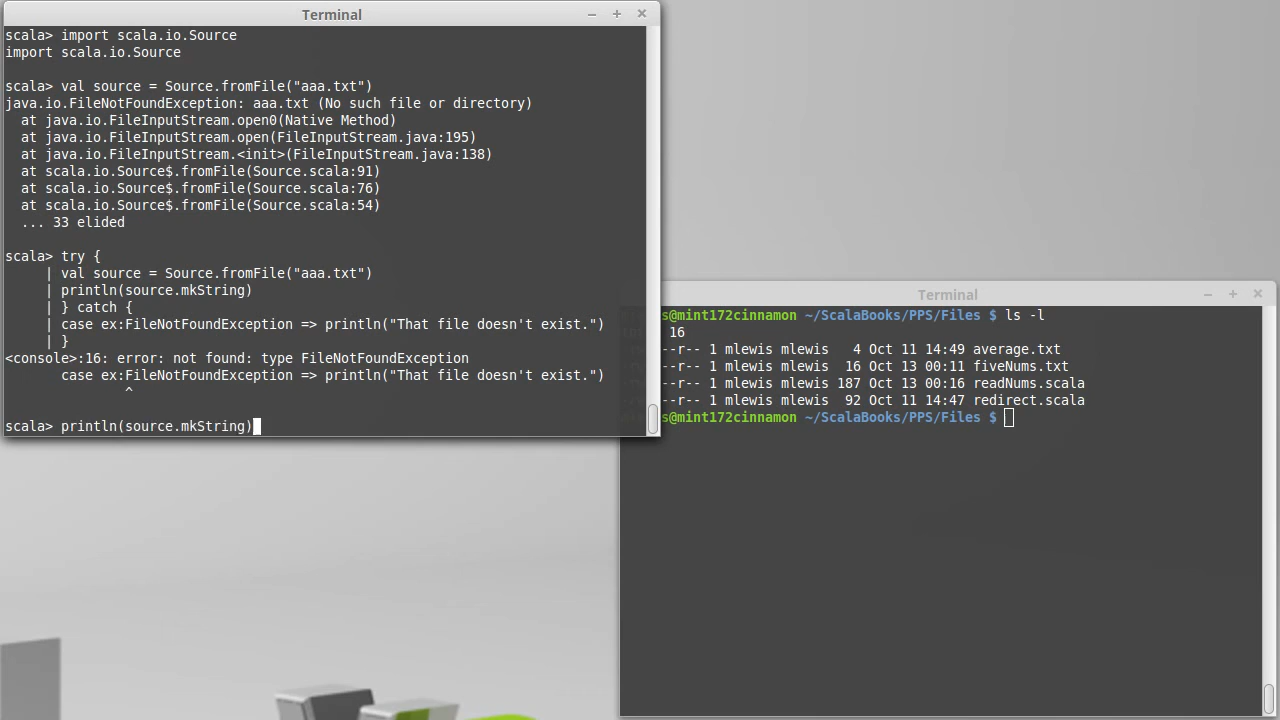 Terminal
scala> import scala.io.Source
import scala.io.Source
scala> val source = Source.fromFile("aaa.txt")
java.io.FileNotFoundException: aaa.txt (No such file or directory)
  at java.io.FileInputStream.open0(Native Method)
  at java.io.FileInputStream.open(FileInputStream.java:195)
  at java.io.FileInputStream.<init>(FileInputStream.java:138)
  at scala.io.Source$.fromFile(Source.scala:91)
  at scala.io.Source$.fromFile(Source.scala:76)
  at scala.io.Source$.fromFile(Source.scala:54)
  ... 33 elided
scala> try {
     | val source = Source.fromFile("aaa.txt")
     | println(source.mkString)
     | } catch {
     | case ex:FileNotFoundException => println("That file doesn't exist.")
     | }
<console>:16: error: not found: type FileNotFoundException
       case ex:FileNotFoundException => println("That file doesn't exist.")
               ^
scala> println(source.mkString)
Terminal
s@mint172cinnamon ~/ScalaBooks/PPS/Files $ ls -l
16
--r-- 1 mlewis mlewis   4 Oct 11 14:49 average.txt
--r-- 1 mlewis mlewis  16 Oct 13 00:11 fiveNums.txt
--r-- 1 mlewis mlewis 187 Oct 13 00:16 readNums.scala
--r-- 1 mlewis mlewis  92 Oct 11 14:47 redirect.scala
s@mint172cinnamon ~/ScalaBooks/PPS/Files $